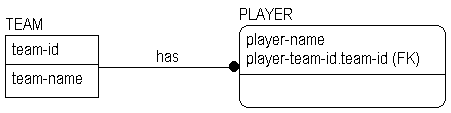 TEAM
team-id
team-name
has
PLAYER
player-name
player-team-id.team-id (FK)